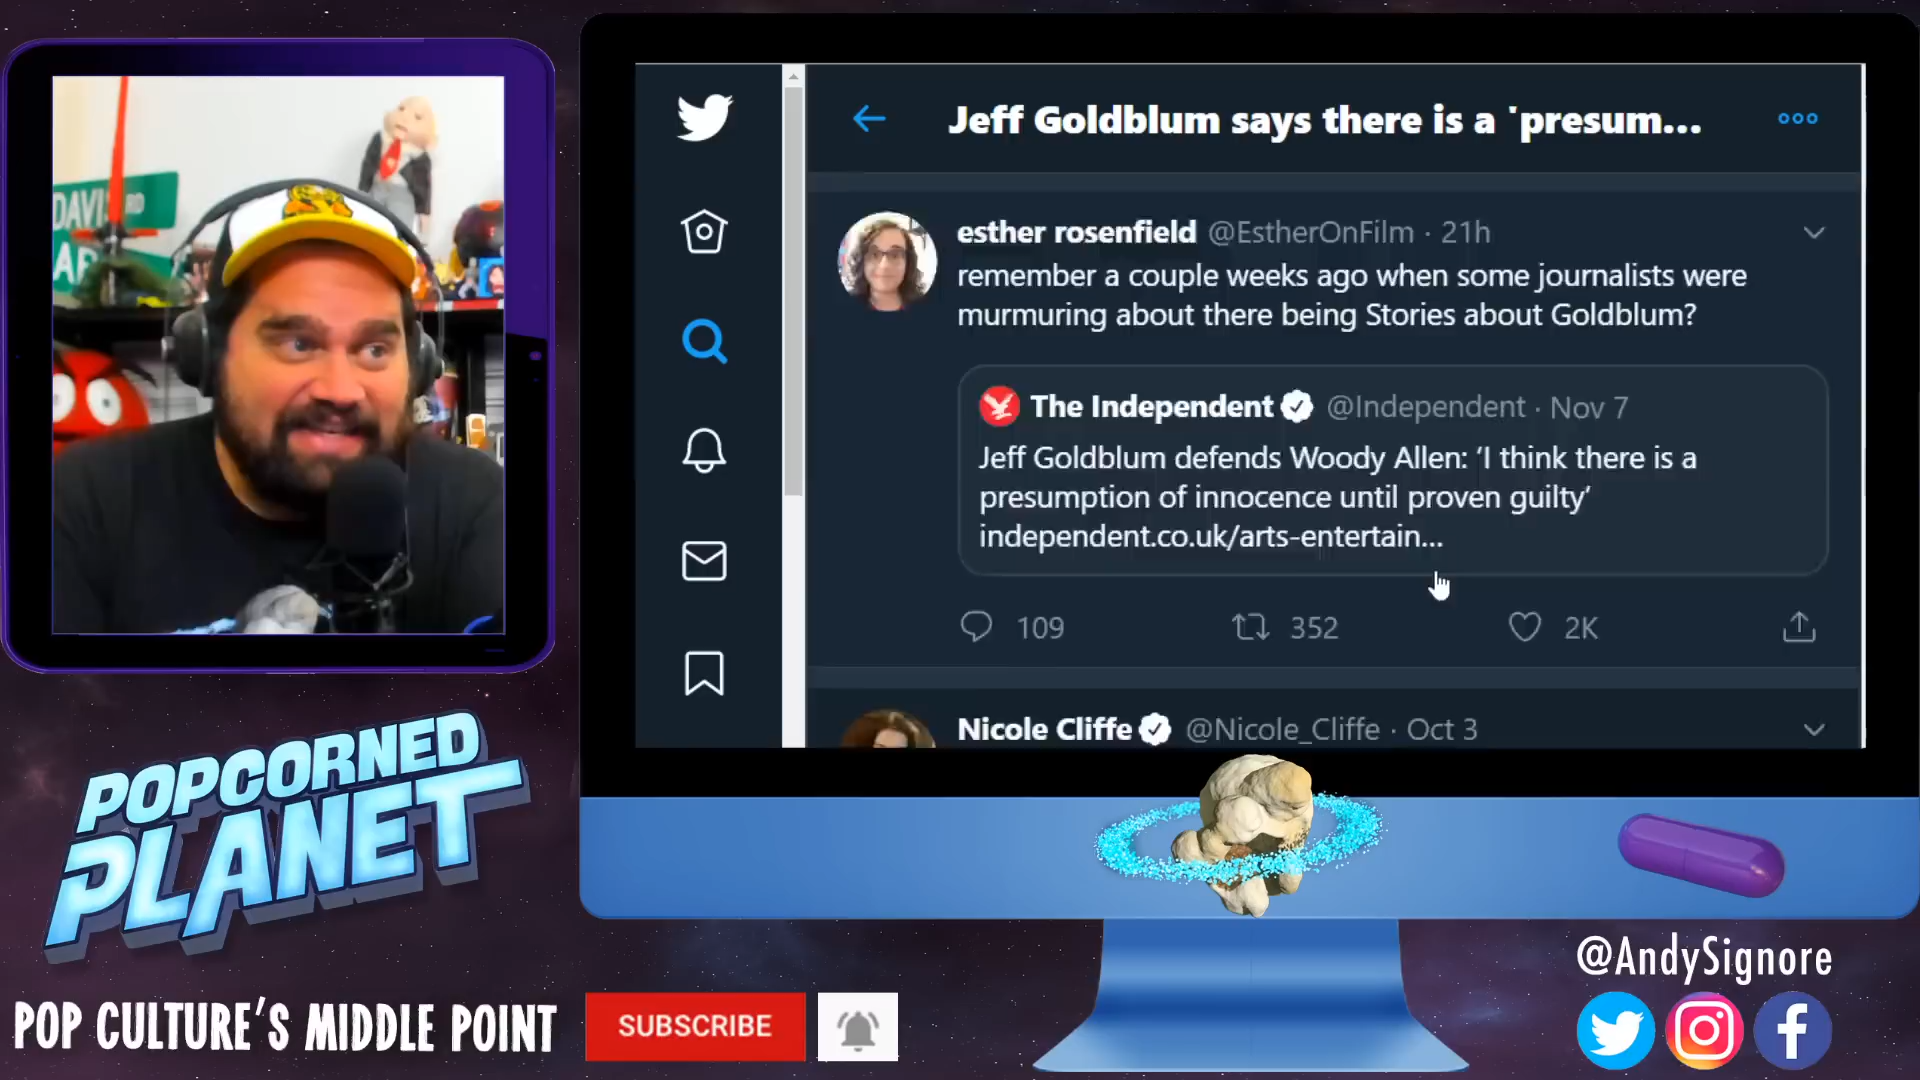 DAVIS RD
Jeff Goldblum says there is a 'presum...
esther rosenfield @EstherOnFilm · 21h
remember a couple weeks ago when some journalists were
murmuring about there being Stories about Goldblum?
The Independent @Independent · Nov 7
Jeff Goldblum defends Woody Allen: ‘I think there is a
presumption of innocence until proven guilty’
independent.co.uk/arts-entertain...
109 352 2K
Nicole Cliffe @Nicole_Cliffe · Oct 3
POPCORNED
PLANET
POP CULTURE'S MIDDLE POINT
SUBSCRIBE
@AndySignore